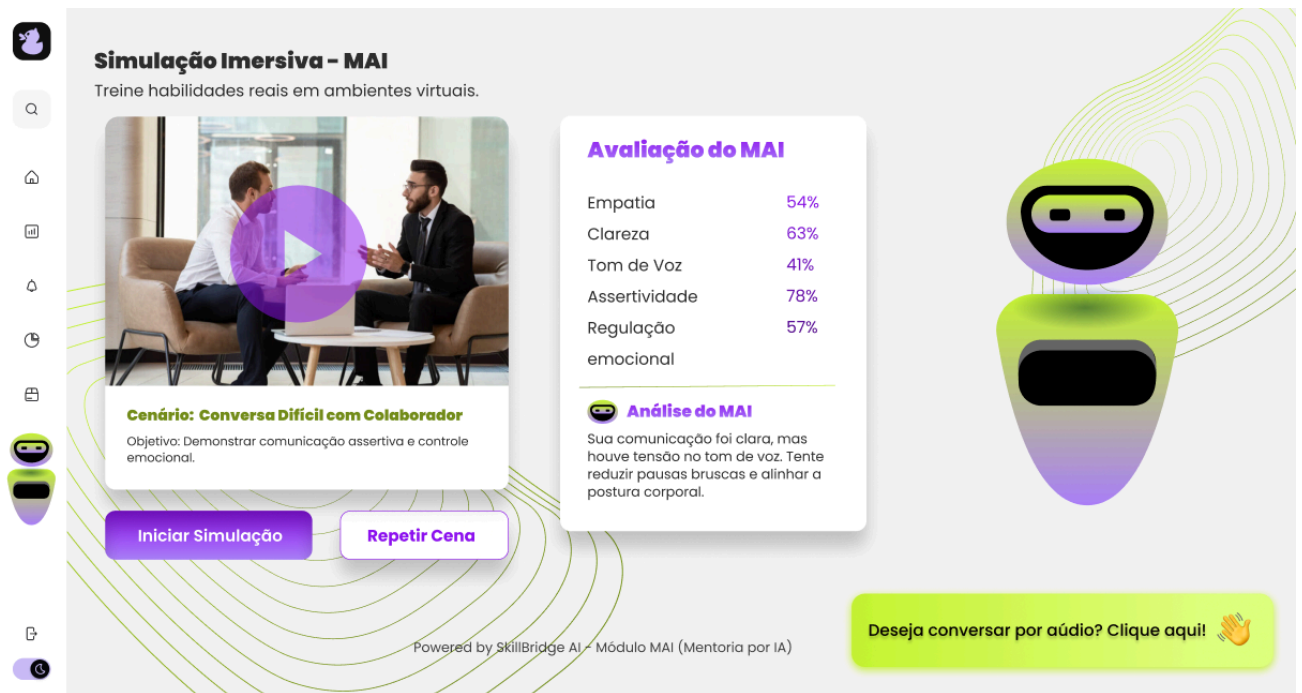 Simulação Imersiva - MAI
Treine habilidades reais em ambientes virtuais.
Cenário: Conversa Difícil com Colaborador
Objetivo: Demonstrar comunicação assertiva e controle
emocional.
Iniciar Simulação
Repetir Cena
Avaliação do MAI
Empatia 54%
Clareza 63%
Tom de Voz 41%
Assertividade 78%
Regulação 57%
emocional
Análise do MAI
Sua comunicação foi clara, mas
houve tensão no tom de voz. Tente
reduzir pausas bruscas e alinhar a
postura corporal.
Deseja conversar por aúdio? Clique aqui!
Powered by SkillBridge AI - Módulo MAI (Mentoria por IA)